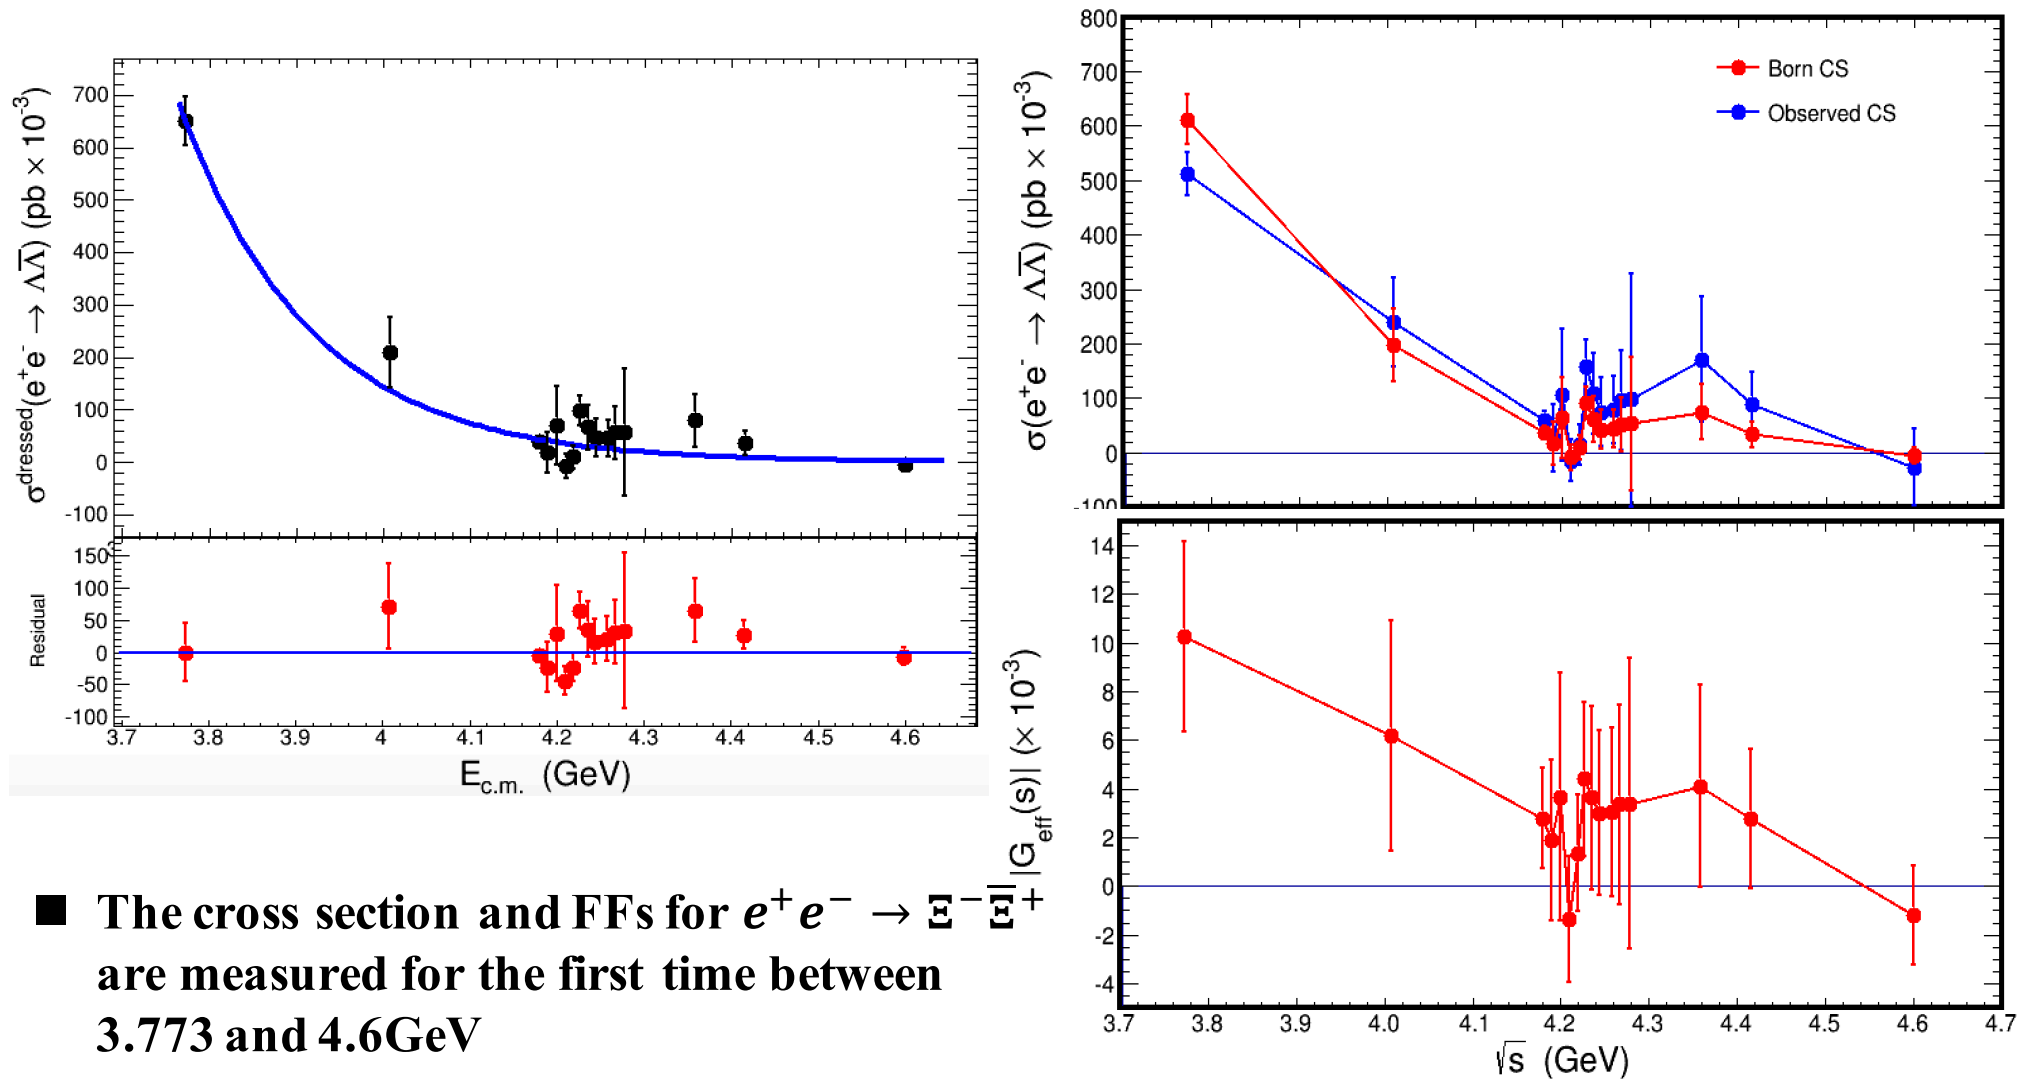 σ^dressed(e⁺e⁻ → ΛΛ̅) (pb × 10⁻³)
700
600
500
400
300
200
100
0
-100
Residual
150
100
50
0
-50
-100
3.7 3.8 3.9 4 4.1 4.2 4.3 4.4 4.5 4.6
E_c.m. (GeV)
σ(e⁺e⁻ → ΛΛ̅) (pb × 10⁻³)
800
700
600
500
400
300
200
100
0
-100
Born CS
Observed CS
|G_eff(s)| (× 10⁻³)
14
12
10
8
6
4
2
0
-2
-4
3.7 3.8 3.9 4.0 4.1 4.2 4.3 4.4 4.5 4.6 4.7
√s (GeV)
■ The cross section and FFs for e⁺e⁻ → Ξ⁻Ξ̅⁺
are measured for the first time between
3.773 and 4.6GeV